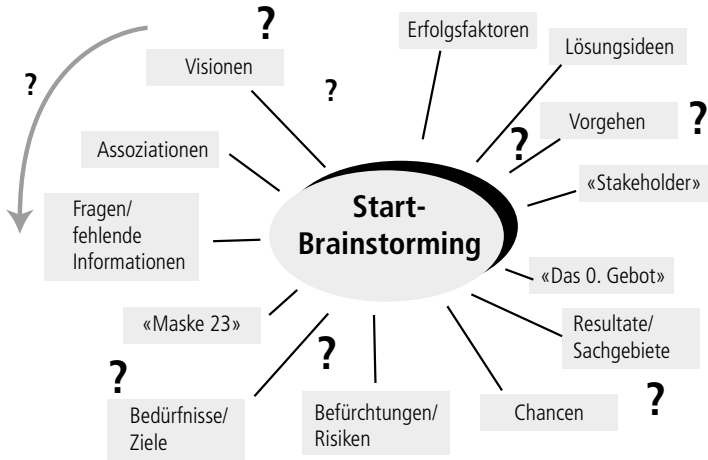 ?
Erfolgsfaktoren
Lösungsideen
Visionen
?
?
Vorgehen
?
?
Assoziationen
«Stakeholder»
Fragen/
fehlende
Informationen
Start-
Brainstorming
«Das 0. Gebot»
«Maske 23»
Resultate/
Sachgebiete
?
?
Bedürfnisse/
Ziele
Befürchtungen/
Risiken
Chancen
?